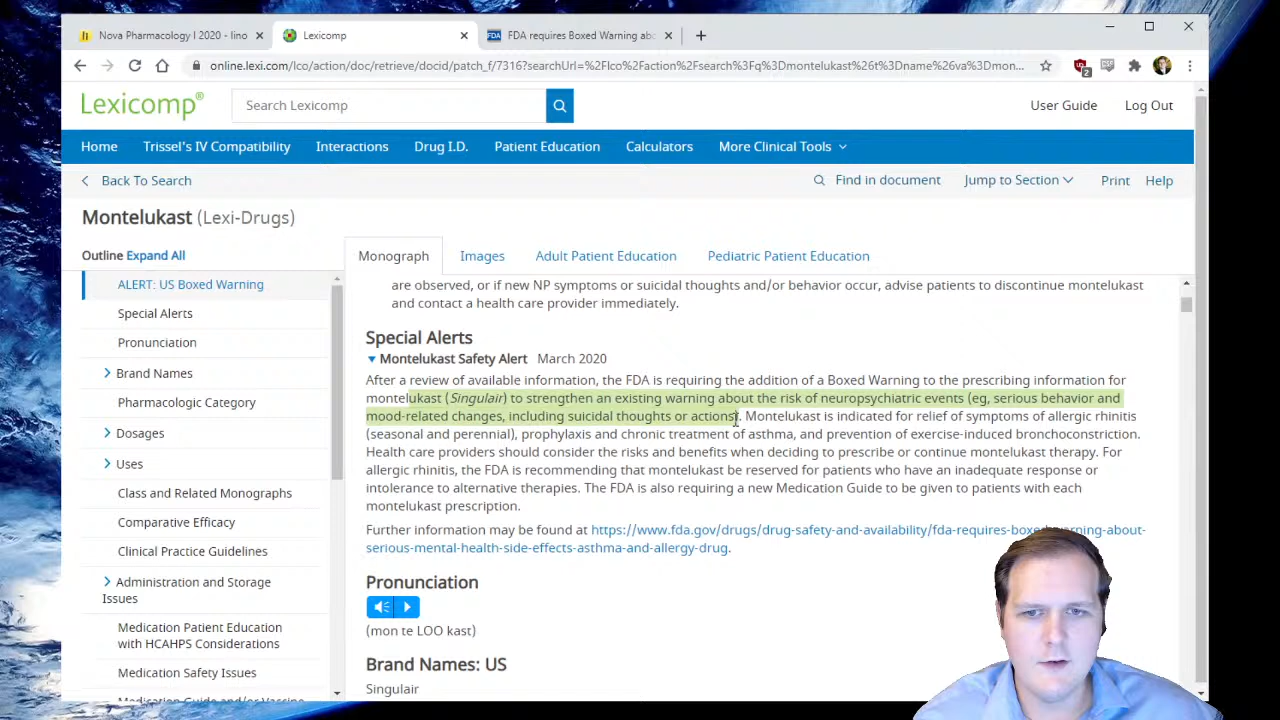 Nova Pharmacology I 2020 - lino
Lexicomp
FDA requires Boxed Warning abo
online.lexi.com/lco/action/doc/retrieve/docid/patch_f/7316?searchUrl=%2Flco%2Faction%2Fsearch%3Fq%3Dmontelukast%26t%3Dname%26va%3Dmon...
2
Lexicomp®
Search Lexicomp
User Guide
Log Out
Home
Trissel's IV Compatibility
Interactions
Drug I.D.
Patient Education
Calculators
More Clinical Tools
Back To Search
Find in document
Jump to Section
Print
Help
Montelukast (Lexi-Drugs)
Outline Expand All
Monograph
Images
Adult Patient Education
Pediatric Patient Education
ALERT: US Boxed Warning
Special Alerts
Pronunciation
Brand Names
Pharmacologic Category
Dosages
Uses
Class and Related Monographs
Comparative Efficacy
Clinical Practice Guidelines
Administration and Storage
Issues
Medication Patient Education
with HCAHPS Considerations
Medication Safety Issues
Medication Guide and/or Vaccine
are observed, or if new NP symptoms or suicidal thoughts and/or behavior occur, advise patients to discontinue montelukast
and contact a health care provider immediately.
Special Alerts
Montelukast Safety Alert March 2020
After a review of available information, the FDA is requiring the addition of a Boxed Warning to the prescribing information for
montelukast (Singulair) to strengthen an existing warning about the risk of neuropsychiatric events (eg, serious behavior and
mood-related changes, including suicidal thoughts or actions). Montelukast is indicated for relief of symptoms of allergic rhinitis
(seasonal and perennial), prophylaxis and chronic treatment of asthma, and prevention of exercise-induced bronchoconstriction.
Health care providers should consider the risks and benefits when deciding to prescribe or continue montelukast therapy. For
allergic rhinitis, the FDA is recommending that montelukast be reserved for patients who have an inadequate response or
intolerance to alternative therapies. The FDA is also requiring a new Medication Guide to be given to patients with each
montelukast prescription.
Further information may be found at https://www.fda.gov/drugs/drug-safety-and-availability/fda-requires-boxed-warning-about-
serious-mental-health-side-effects-asthma-and-allergy-drug.
Pronunciation
(mon te LOO kast)
Brand Names: US
Singulair